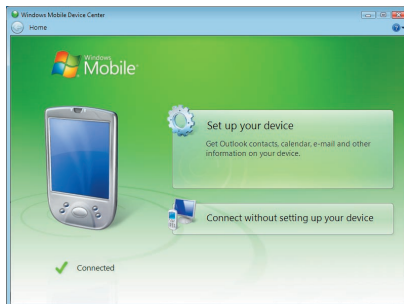 Windows Mobile Device Center
Home
Windows
Mobile
Set up your device
Get Outlook contacts, calendar, e-mail and other
information on your device.
Connect without setting up your device
Connected